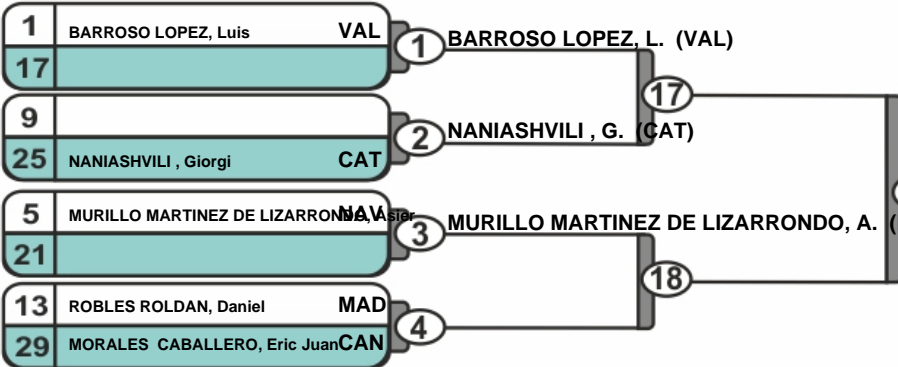 1 BARROSO LOPEZ, Luis VAL
17
1 BARROSO LOPEZ, L. (VAL)
17
9
25 NANIASHVILI , Giorgi CAT
2 NANIASHVILI , G. (CAT)
5 MURILLO MARTINEZ DE LIZARRONDO, Asier NAV
21
3 MURILLO MARTINEZ DE LIZARRONDO, A. (
18
13 ROBLES ROLDAN, Daniel MAD
29 MORALES CABALLERO, Eric Juan CAN
4